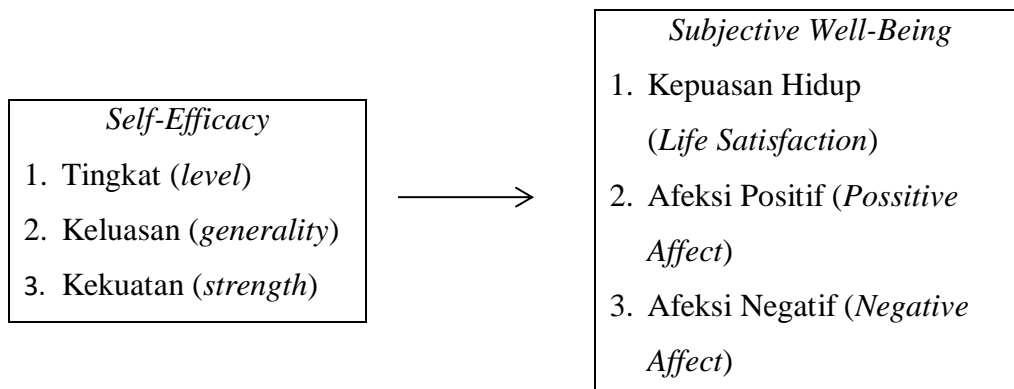 Self-Efficacy
1. Tingkat (level)
2. Keluasan (generality)
3. Kekuatan (strength)
Subjective Well-Being
1. Kepuasan Hidup
(Life Satisfaction)
2. Afeksi Positif (Possitive
Affect)
3. Afeksi Negatif (Negative
Affect)